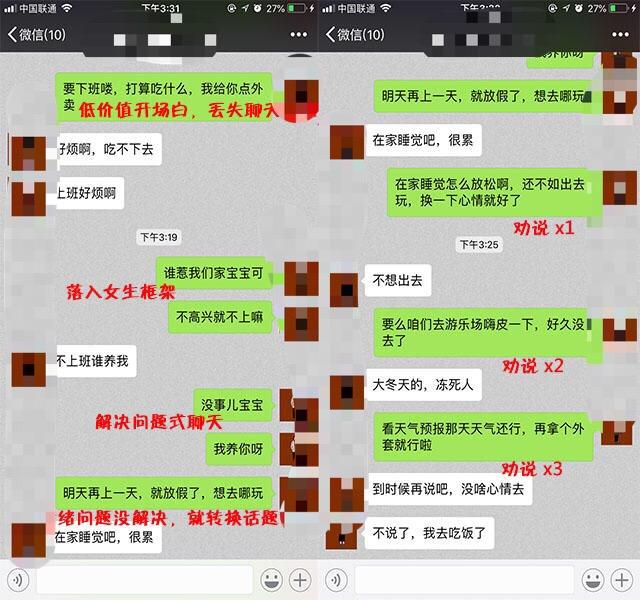 中国联通
下午3:31
27%
微信(10)
要下班喽，打算吃什么，我给你点外
卖
低价值开场白，丢失聊天
好烦啊，吃不下去
上班好烦啊
下午3:19
谁惹我们家宝宝可
落入女生框架
不高兴就不上嘛
不上班谁养我
没事儿宝宝
解决问题式聊天
我养你呀
明天再上一天，就放假了，想去哪玩
绪问题没解决，就转换话题
在家睡觉吧，很累
中国联通
27%
微信(10)
养你呀
明天再上一天，就放假了，想去哪玩
在家睡觉吧，很累
在家睡觉怎么放松啊，还不如出去
玩，换一下心情就好了
劝说 x1
下午3:25
不想出去
要么咱们去游乐场嗨皮一下，好久没
去了
劝说 x2
大冬天的，冻死人
看天气预报那天天气还行，再拿个外
套就行啦
劝说 x3
到时候再说吧，没啥心情去
不说了，我去吃饭了